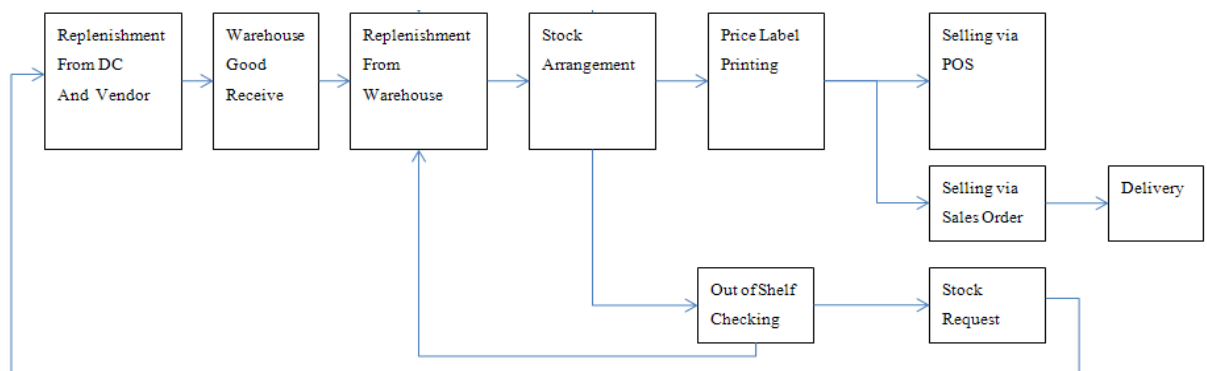 Replenishment
From DC
And Vendor
Warehouse
Good
Receive
Replenishment
From
Warehouse
Stock
Arrangement
Price Label
Printing
Selling via
POS
Selling via
Sales Order
Delivery
Out of Shelf
Checking
Stock
Request